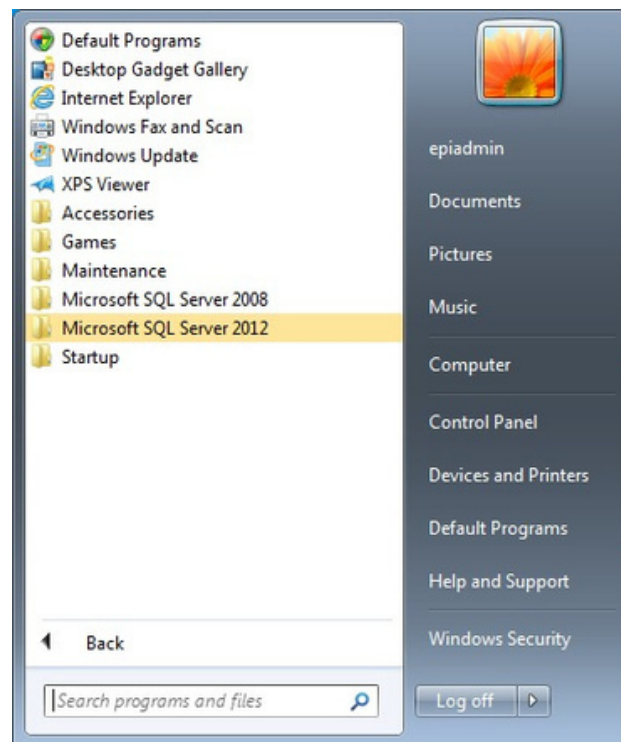 Default Programs
Desktop Gadget Gallery
Internet Explorer
Windows Fax and Scan
Windows Update
XPS Viewer
Accessories
Games
Maintenance
Microsoft SQL Server 2008
Microsoft SQL Server 2012
Startup
Back
Search programs and files
epiadmin
Documents
Pictures
Music
Computer
Control Panel
Devices and Printers
Default Programs
Help and Support
Windows Security
Log off